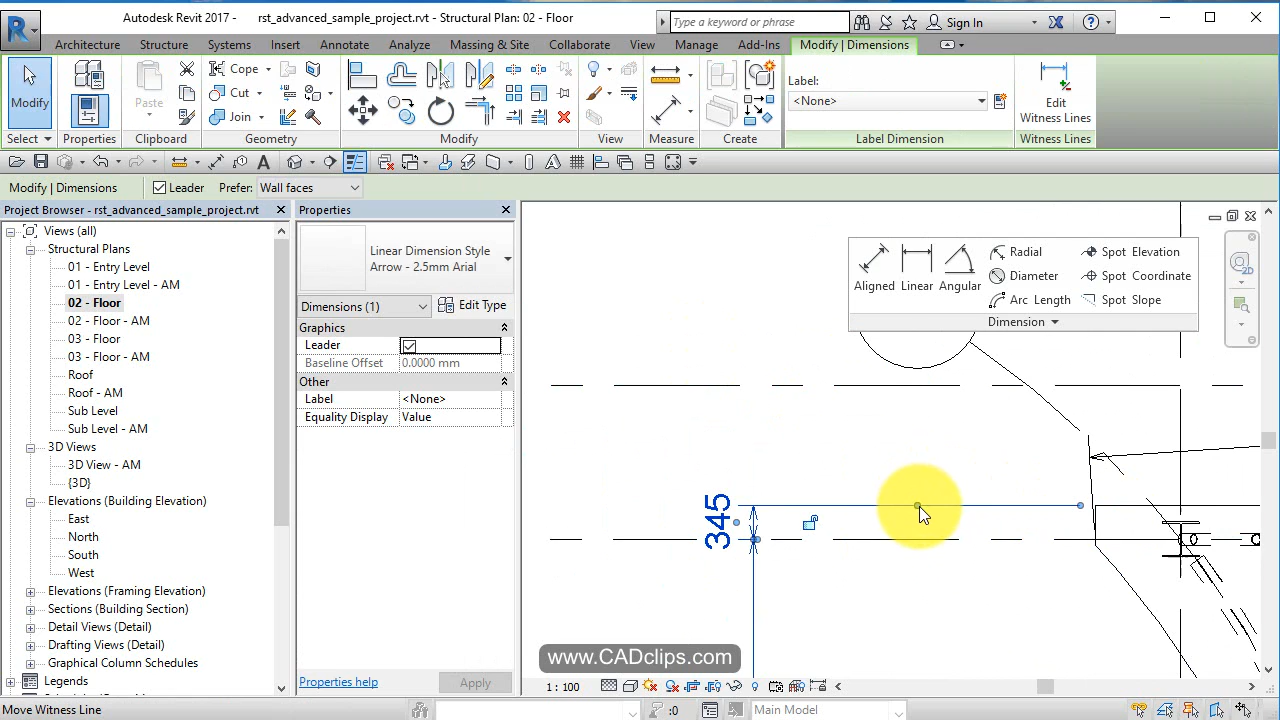 Autodesk Revit 2017 - rst_advanced_sample_project.rvt - Structural Plan: 02 - Floor
Type a keyword or phrase
Sign In
Architecture Structure Systems Insert Annotate Analyze Massing & Site Collaborate View Manage Add-Ins Modify | Dimensions
Modify
Paste
Cope
Cut
Join
Label:
<None>
Edit
Witness Lines
Select Properties Clipboard Geometry Modify View Measure Create Label Dimension Witness Lines
Modify | Dimensions Leader Prefer: Wall faces
Project Browser - rst_advanced_sample_project.rvt
Views (all)
Structural Plans
01 - Entry Level
01 - Entry Level - AM
02 - Floor
02 - Floor - AM
03 - Floor
03 - Floor - AM
Roof
Roof - AM
Sub Level
Sub Level - AM
3D Views
3D View - AM
{3D}
Elevations (Building Elevation)
East
North
South
West
Elevations (Framing Elevation)
Sections (Building Section)
Detail Views (Detail)
Drafting Views (Detail)
Graphical Column Schedules
Legends
Properties
Linear Dimension Style
Arrow - 2.5mm Arial
Dimensions (1) Edit Type
Graphics
Leader
Baseline Offset 0.0000 mm
Other
Label <None>
Equality Display Value
Properties help Apply
Aligned Linear Angular
Radial
Diameter
Arc Length
Spot Elevation
Spot Coordinate
Spot Slope
Dimension
2D
345
www.CADclips.com
1 : 100
Move Witness Line
:0
Main Model